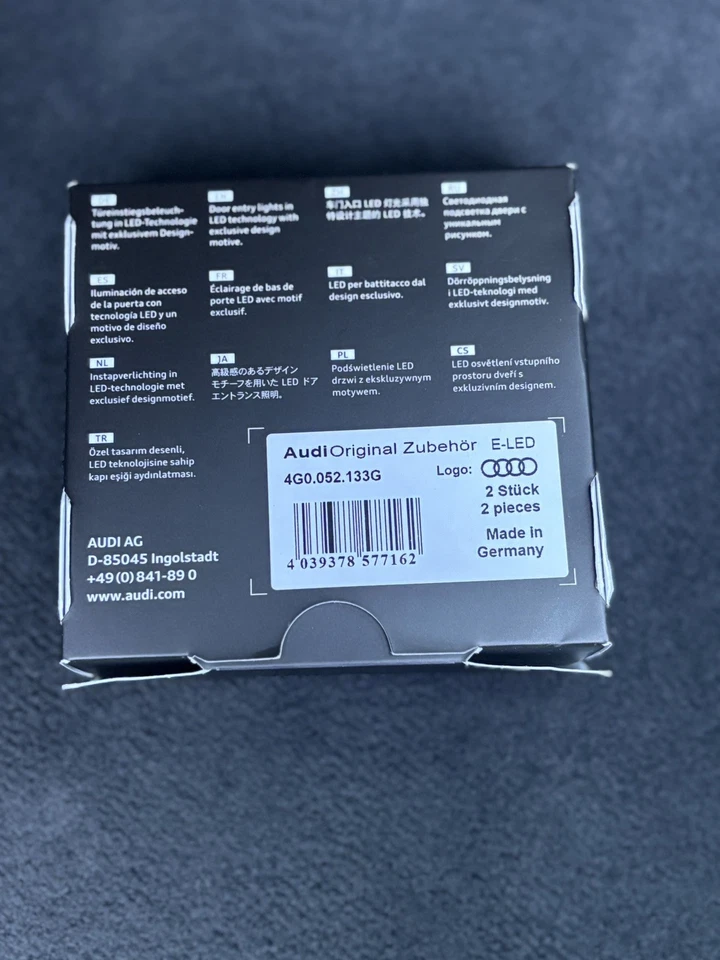 DE
Türeinstiegsbeleuch-
tung in LED-Technologie
mit exklusivem Design-
motiv.
EN
Door entry lights in
LED technology with
exclusive design
motive.
车门入口 LED 灯光采用独
特设计主题的 LED 技术。
RU
Светодиодная
подсветка двери с
уникальным
рисунком.
ES
Iluminación de acceso
de la puerta con
tecnología LED y un
motivo de diseño
exclusivo.
FR
Éclairage de bas de
porte LED avec motif
exclusif.
IT
LED per battitacco dal
design esclusivo.
SV
Dörröppningsbelysning
i LED-teknologi med
exklusivt designmotiv.
NL
Instapverlichting in
LED-technologie met
exclusief designmotief.
JA
高級感のあるデザイン
モチーフを用いた LED ドア
エントランス照明。
PL
Podświetlenie LED
drzwi z ekskluzywnym
motywem.
CS
LED osvětlení vstupního
prostoru dveří s
exkluzivním designem.
TR
Özel tasarım desenli,
LED teknolojisine sahip
kapı eşiği aydınlatması.
AUDI AG
D-85045 Ingolstadt
+49(0)841-89 0
www.audi.com
Audi Original Zubehör E-LED
4G0.052.133G
Logo:
2 Stück
2 pieces
Made in
Germany
4 039378 577162